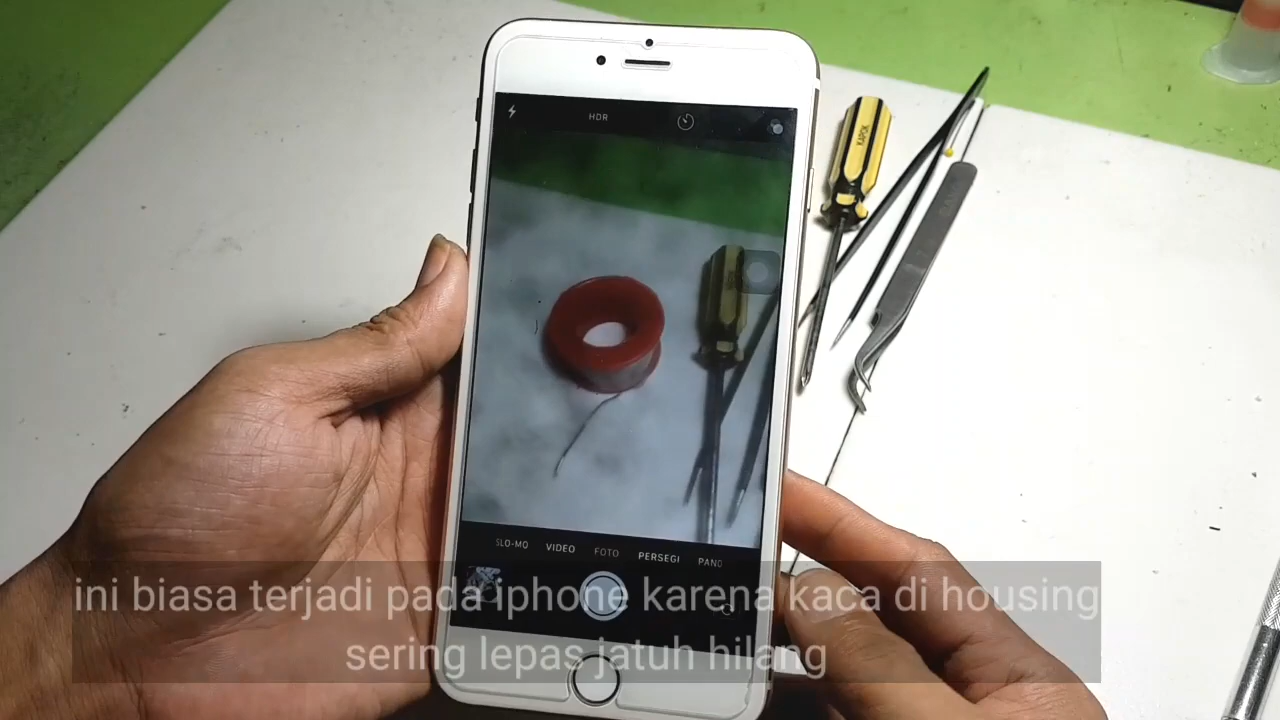 HDR
KAPOK
SLO-MO VIDEO FOTO PERSEGI PANO
ini biasa terjadi pada iphone karena kaca di housing
sering lepas jatuh hilang